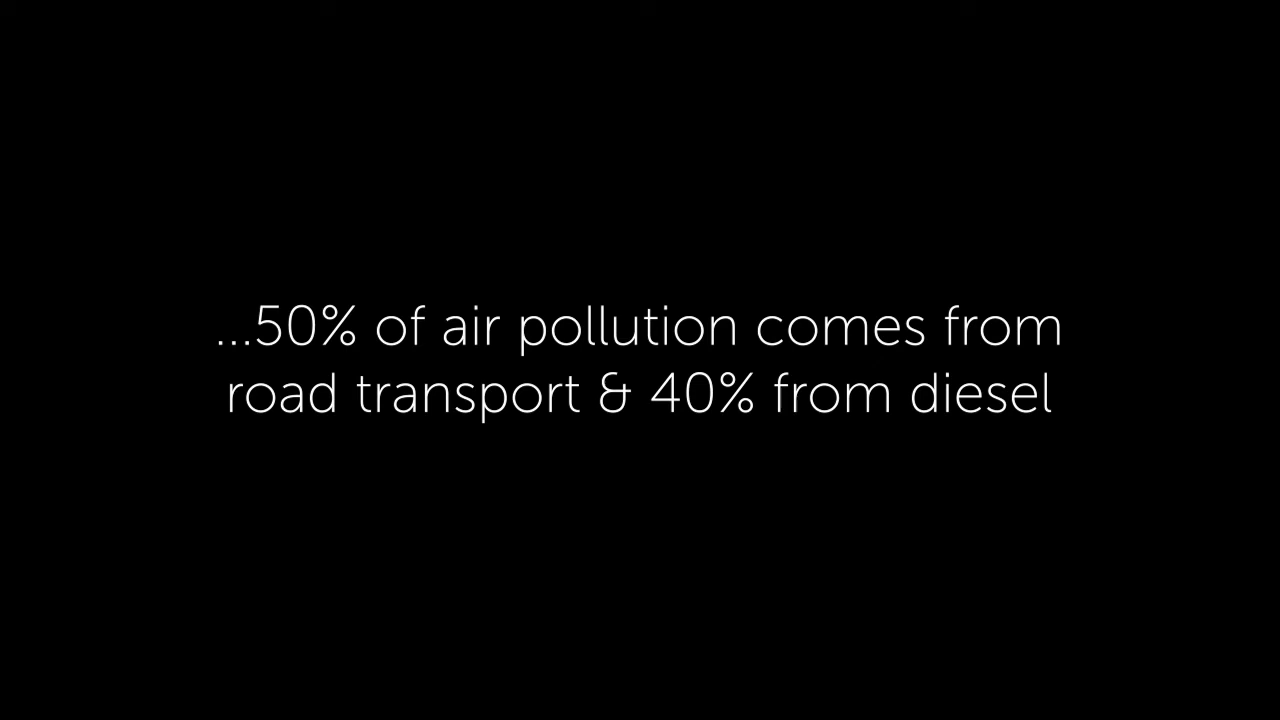 ...50% of air pollution comes from
road transport & 40% from diesel